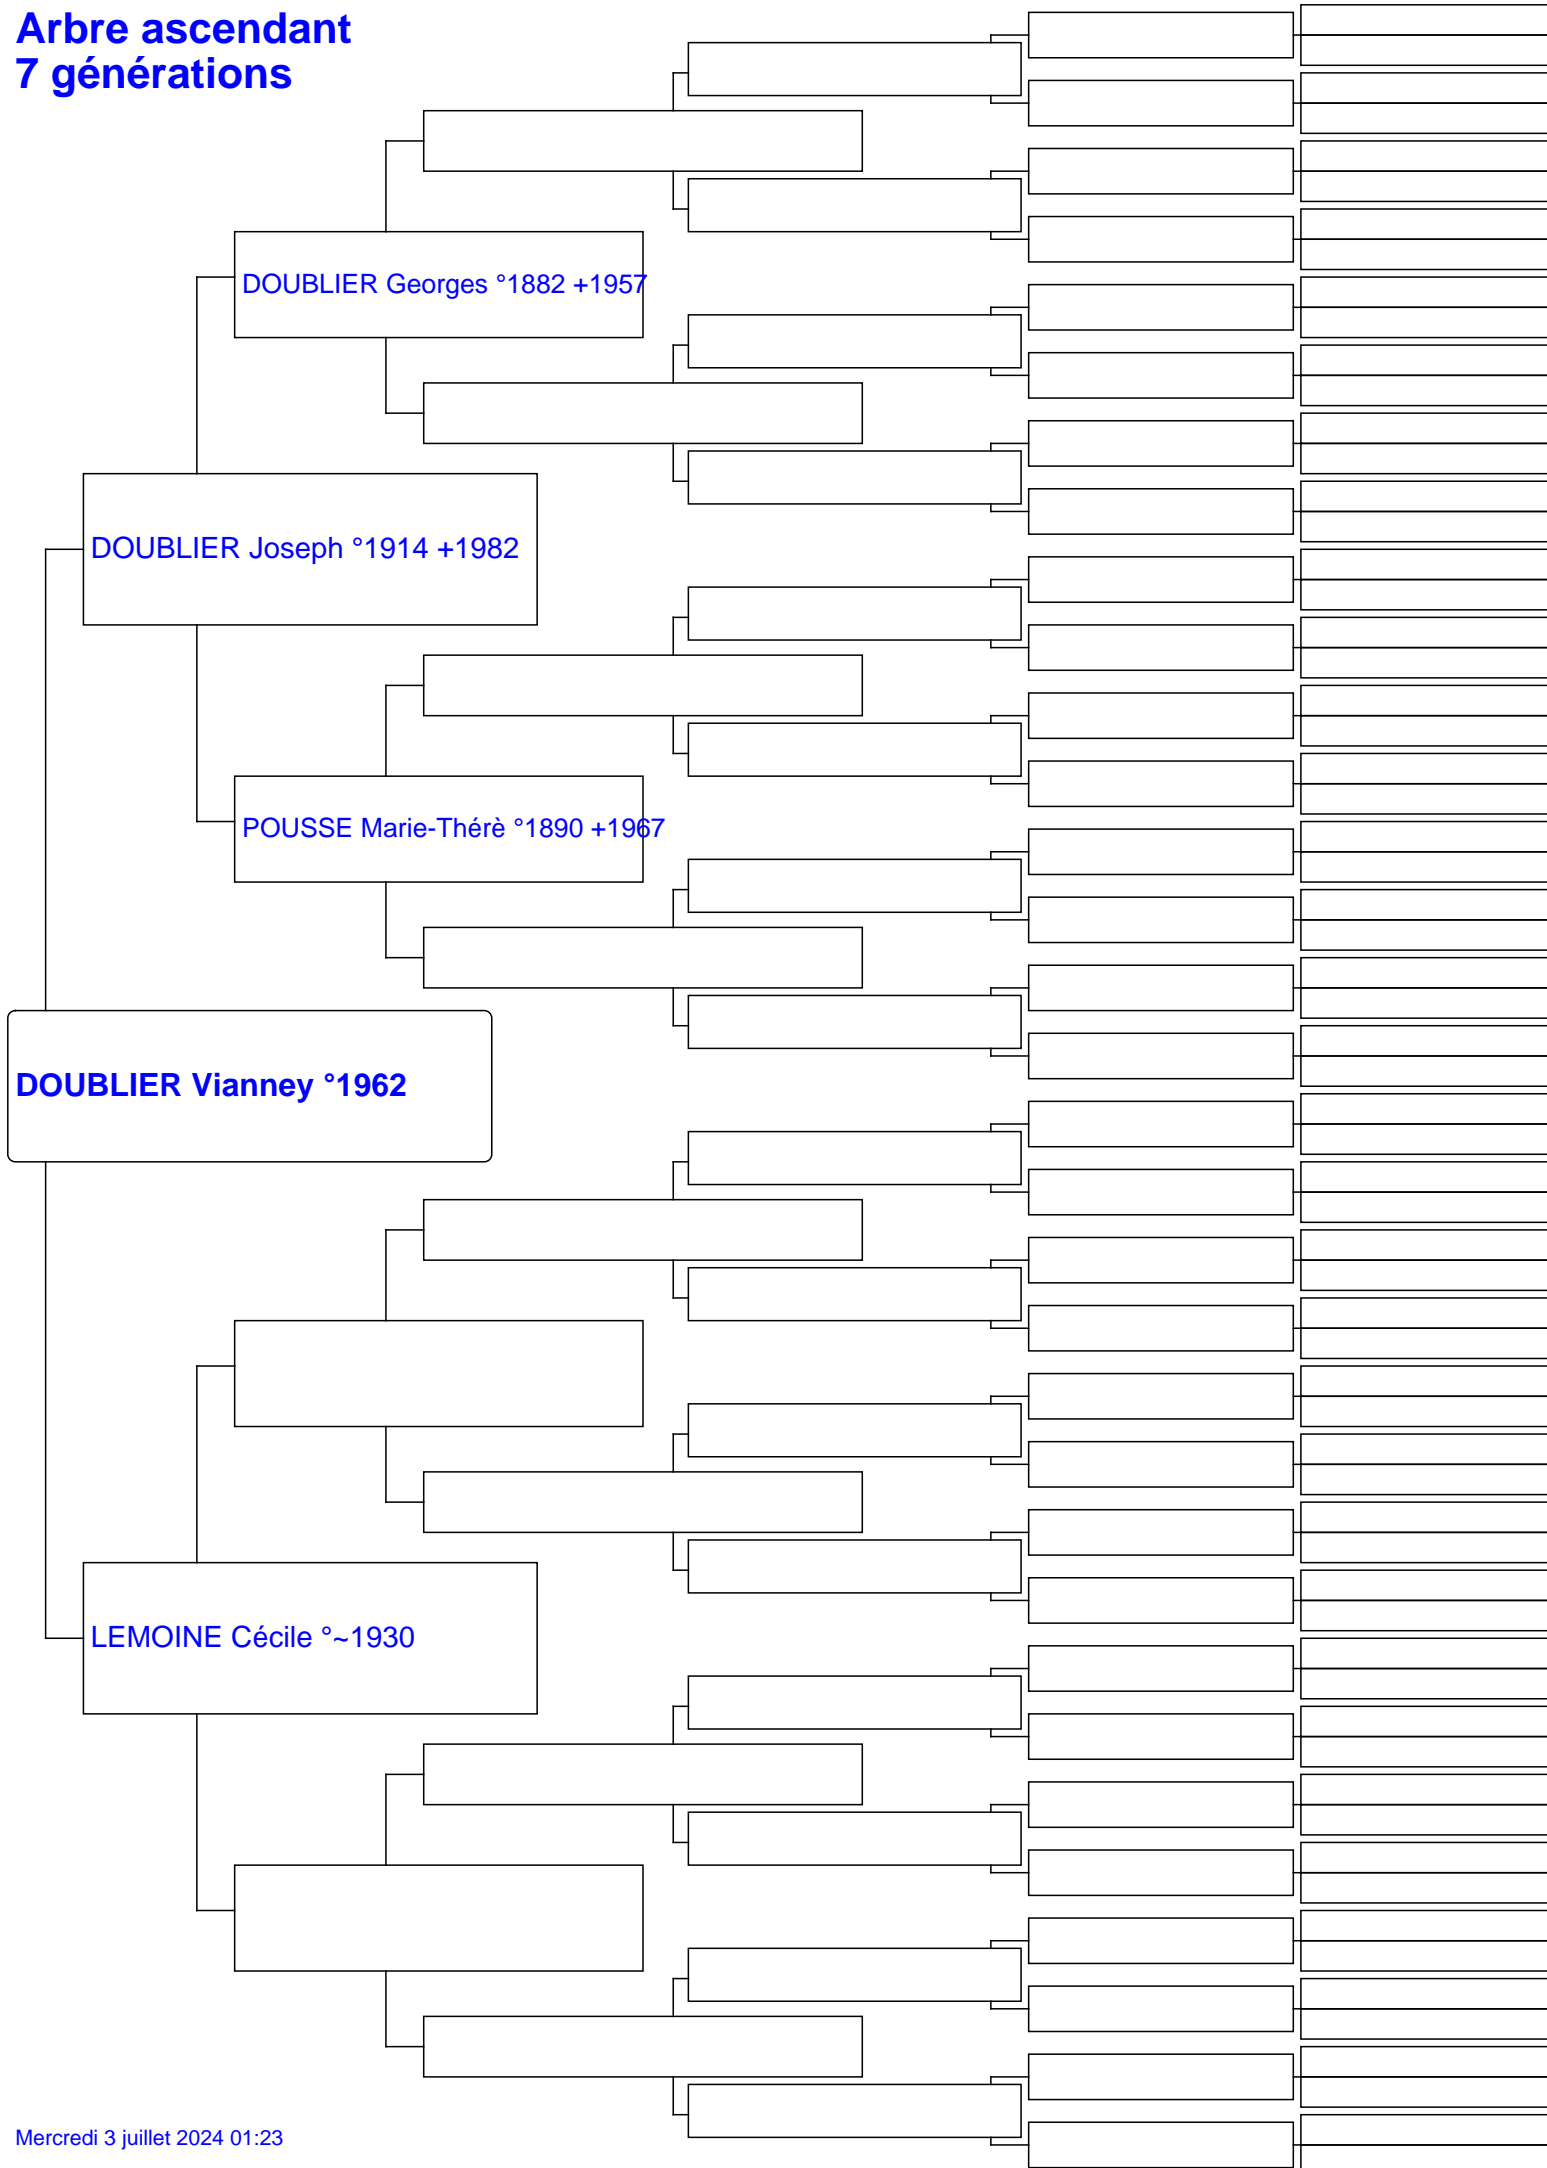 Arbre ascendant
7 générations
DOUBLIER Georges °1882 +1957
DOUBLIER Joseph °1914 +1982
POUSSE Marie-Thérè °1890 +1967
DOUBLIER Vianney °1962
LEMOINE Cécile °~1930
Mercredi 3 juillet 2024 01:23